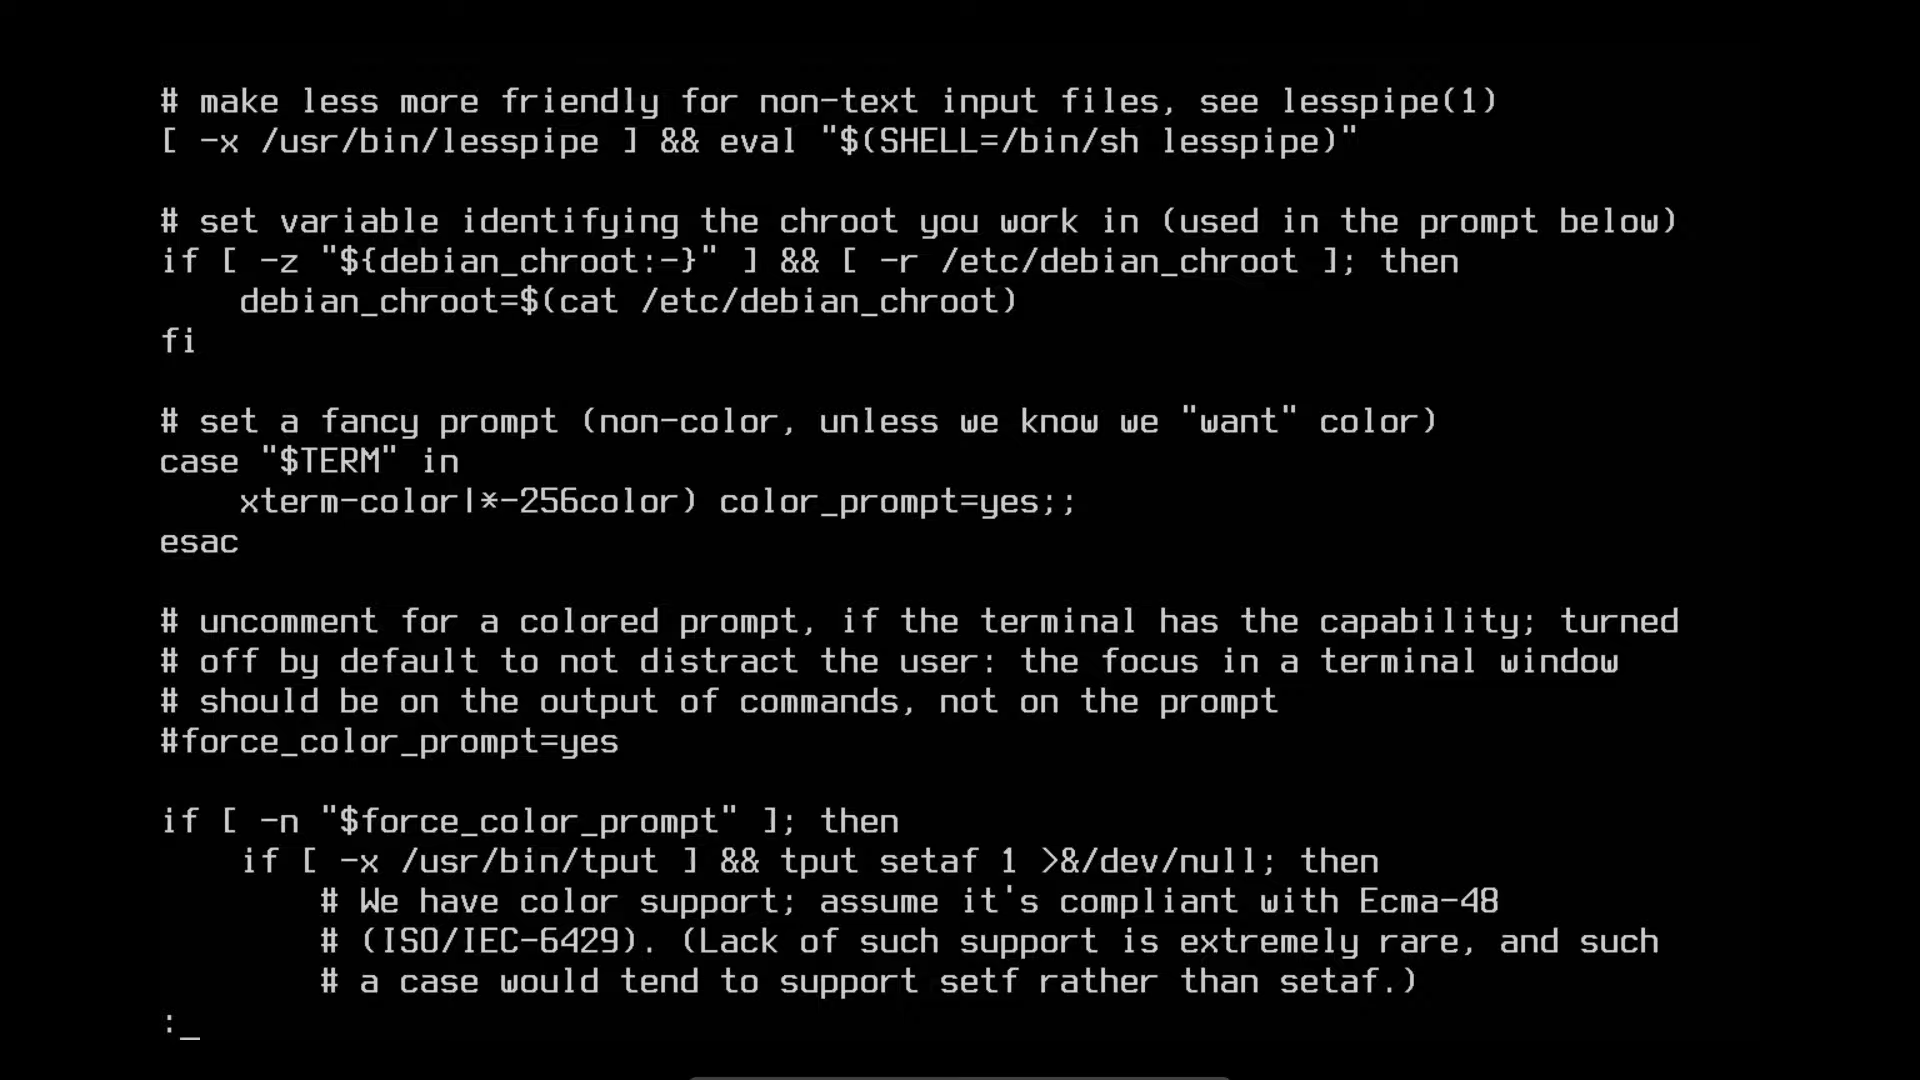 # make less more friendly for non-text input files, see lesspipe(1)
[ -x /usr/bin/lesspipe ] && eval "$(SHELL=/bin/sh lesspipe)"

# set variable identifying the chroot you work in (used in the prompt below)
if [ -z "${debian_chroot:-}" ] && [ -r /etc/debian_chroot ]; then
    debian_chroot=$(cat /etc/debian_chroot)
fi

# set a fancy prompt (non-color, unless we know we "want" color)
case "$TERM" in
    xterm-color|*-256color) color_prompt=yes;;
esac

# uncomment for a colored prompt, if the terminal has the capability; turned
# off by default to not distract the user: the focus in a terminal window
# should be on the output of commands, not on the prompt
#force_color_prompt=yes

if [ -n "$force_color_prompt" ]; then
    if [ -x /usr/bin/tput ] && tput setaf 1 >&/dev/null; then
        # We have color support; assume it's compliant with Ecma-48
        # (ISO/IEC-6429). (Lack of such support is extremely rare, and such
        # a case would tend to support setf rather than setaf.)
:_